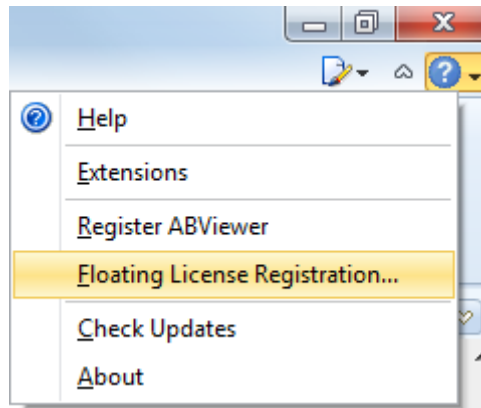 Help
Extensions
Register ABViewer
Floating License Registration...
Check Updates
About